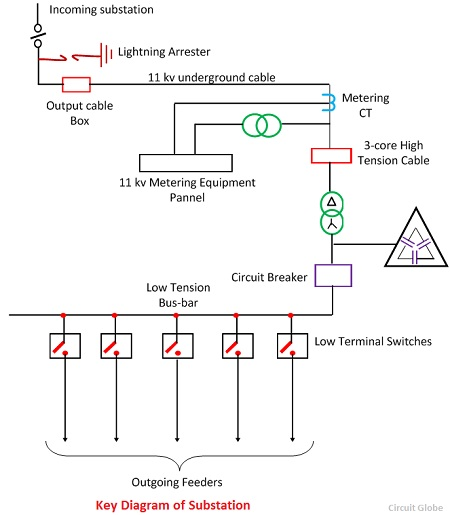 Incoming substation
Lightning Arrester
11 kv underground cable
Output cable
Box
Metering
CT
3-core High
Tension Cable
11 kv Metering Equipment
Pannel
Circuit Breaker
Low Tension
Bus-bar
Low Terminal Switches
Outgoing Feeders
Key Diagram of Substation
Circuit Globe